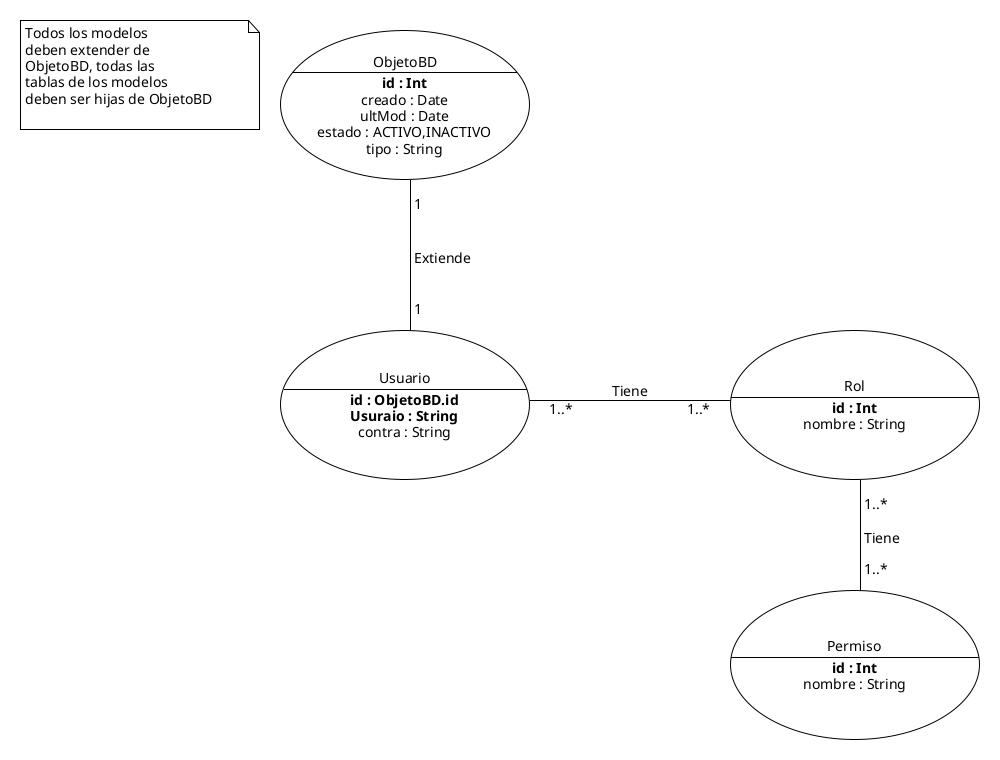 Todos los modelos
deben extender de
ObjetoBD, todas las
tablas de los modelos
deben ser hijas de ObjetoBD
ObjetoBD
id : Int
creado : Date
ultMod : Date
estado : ACTIVO,INACTIVO
tipo : String
1
Extiende
1
Usuario
id : ObjetoBD.id
Usuraio : String
contra : String
Tiene
1..*
1..*
Rol
id : Int
nombre : String
1..*
Tiene
1..*
Permiso
id : Int
nombre : String